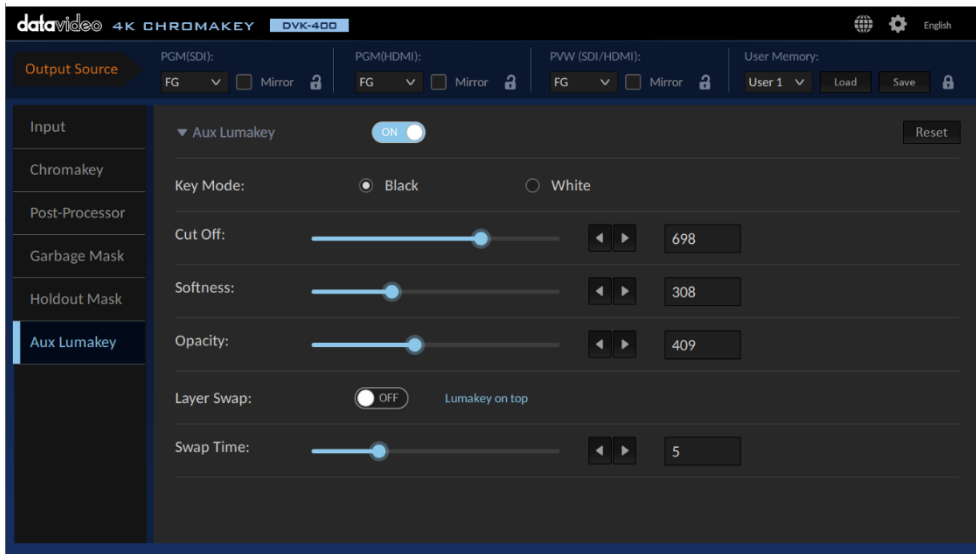 datavideo 4K CHROMAKEY DVK-400 English
Output Source
PGM(SDI): PGM(HDMI): PVW (SDI/HDMI): User Memory:
FG Mirror FG Mirror FG Mirror User 1 Load Save
Input
Chromakey
Post-Processor
Garbage Mask
Holdout Mask
Aux Lumakey
Aux Lumakey ON Reset
Key Mode: Black White
Cut Off: 698
Softness: 308
Opacity: 409
Layer Swap: OFF Lumakey on top
Swap Time: 5